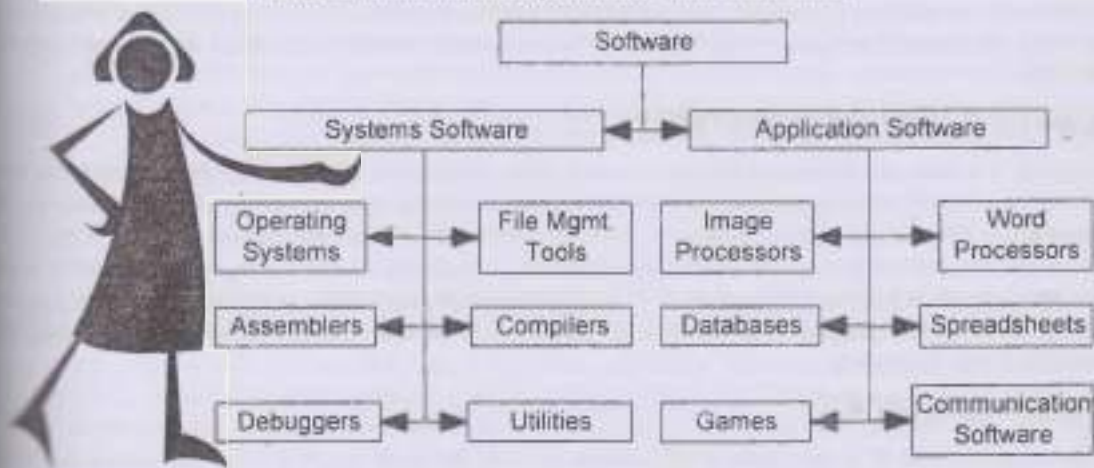 Software
Systems Software
Application Software
Operating
Systems
File Mgmt.
Tools
Image
Processors
Word
Processors
Assemblers
Compilers
Databases
Spreadsheets
Debuggers
Utilities
Games
Communication
Software